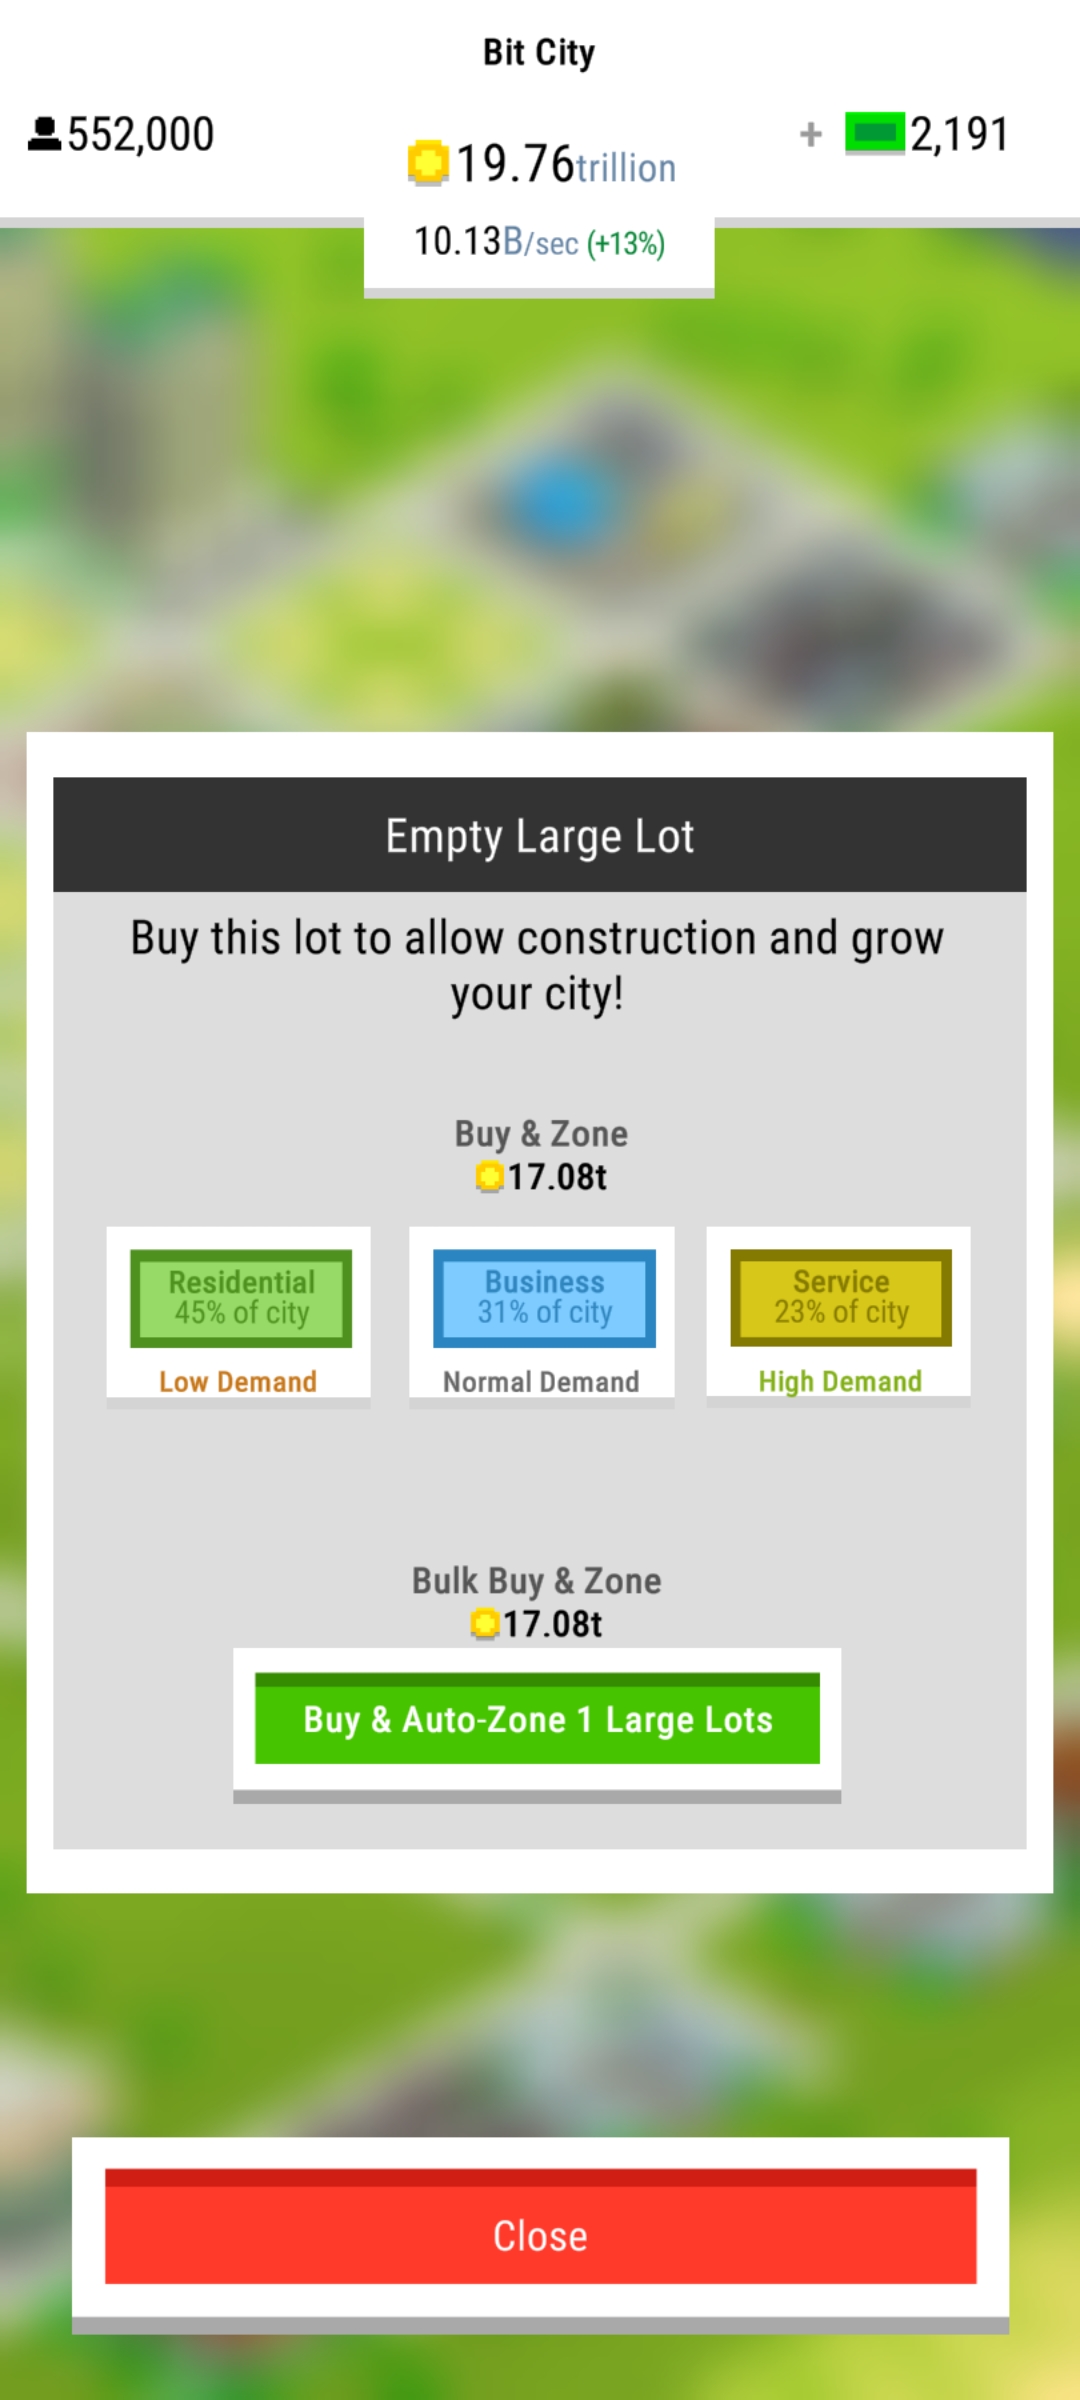 Bit City
552,000
19.76trillion
+ 2,191
10.13B/sec (+13%)
Empty Large Lot
Buy this lot to allow construction and grow
your city!
Buy & Zone
17.08t
Residential
45% of city
Low Demand
Business
31% of city
Normal Demand
Service
23% of city
High Demand
Bulk Buy & Zone
17.08t
Buy & Auto-Zone 1 Large Lots
Close